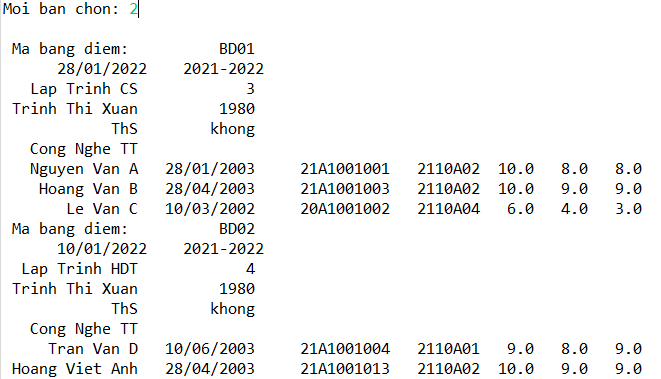 Moi ban chon: 2
Ma bang diem: BD01
28/01/2022 2021-2022
Lap Trinh CS 3
Trinh Thi Xuan 1980
ThS khong
Cong Nghe TT
Nguyen Van A 28/01/2003 21A1001001 2110A02 10.0 8.0 8.0
Hoang Van B 28/04/2003 21A1001003 2110A02 10.0 9.0 9.0
Le Van C 10/03/2002 20A1001002 2110A04 6.0 4.0 3.0
Ma bang diem: BD02
10/01/2022 2021-2022
Lap Trinh HDT 4
Trinh Thi Xuan 1980
ThS khong
Cong Nghe TT
Tran Van D 10/06/2003 21A1001004 2110A01 9.0 8.0 9.0
Hoang Viet Anh 28/04/2003 21A1001013 2110A02 10.0 9.0 9.0